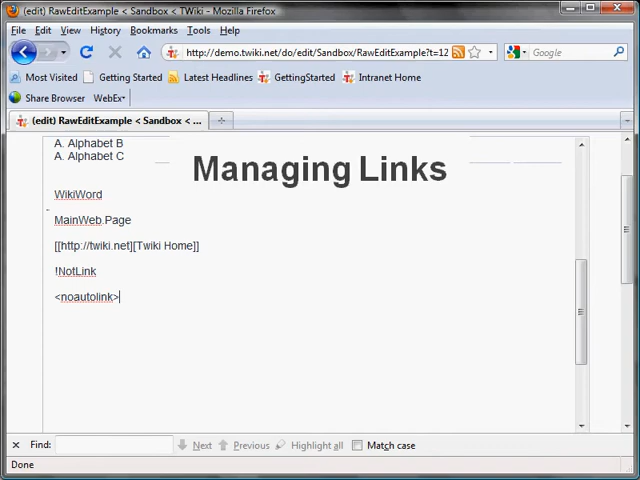 (edit) RawEditExample < Sandbox < TWiki - Mozilla Firefox
File Edit View History Bookmarks Tools Help
http://demo.twiki.net/do/edit/Sandbox/RawEditExample?t=12
Google
Most Visited Getting Started Latest Headlines GettingStarted Intranet Home
Share Browser WebEx
(edit) RawEditExample < Sandbox < ...
A. Alphabet B
A. Alphabet C
Managing Links
WikiWord
MainWeb.Page
[[http://twiki.net][Twiki Home]]
!NotLink
<noautolink>
Find: Next Previous Highlight all Match case
Done